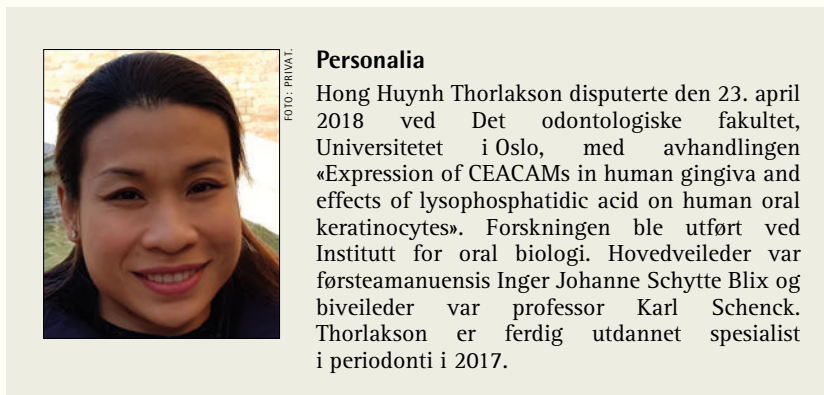 FOTO: PRIVAT.
Personalia
Hong Huynh Thorlakson disputerte den 23. april
2018 ved Det odontologiske fakultet,
Universitetet i Oslo, med avhandlingen
«Expression of CEACAMs in human gingiva and
effects of lysophosphatidic acid on human oral
keratinocytes». Forskningen ble utført ved
Institutt for oral biologi. Hovedveileder var
førsteamanuensis Inger Johanne Schytte Blix og
biveileder var professor Karl Schenck.
Thorlakson er ferdig utdannet spesialist
i periodonti i 2017.